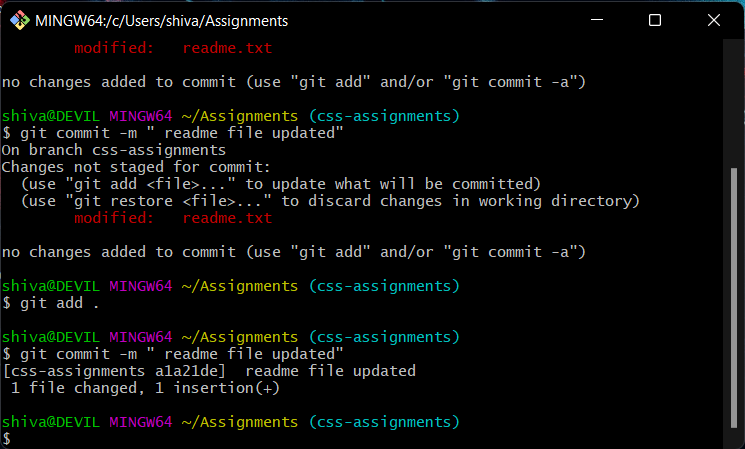 MINGW64:/c/Users/shiva/Assignments
modified:   readme.txt
no changes added to commit (use "git add" and/or "git commit -a")
shiva@DEVIL MINGW64 ~/Assignments (css-assignments)
$ git commit -m " readme file updated"
On branch css-assignments
Changes not staged for commit:
  (use "git add <file>..." to update what will be committed)
  (use "git restore <file>..." to discard changes in working directory)
        modified:   readme.txt
no changes added to commit (use "git add" and/or "git commit -a")
shiva@DEVIL MINGW64 ~/Assignments (css-assignments)
$ git add .
shiva@DEVIL MINGW64 ~/Assignments (css-assignments)
$ git commit -m " readme file updated"
[css-assignments a1a21de]  readme file updated
 1 file changed, 1 insertion(+)
shiva@DEVIL MINGW64 ~/Assignments (css-assignments)
$